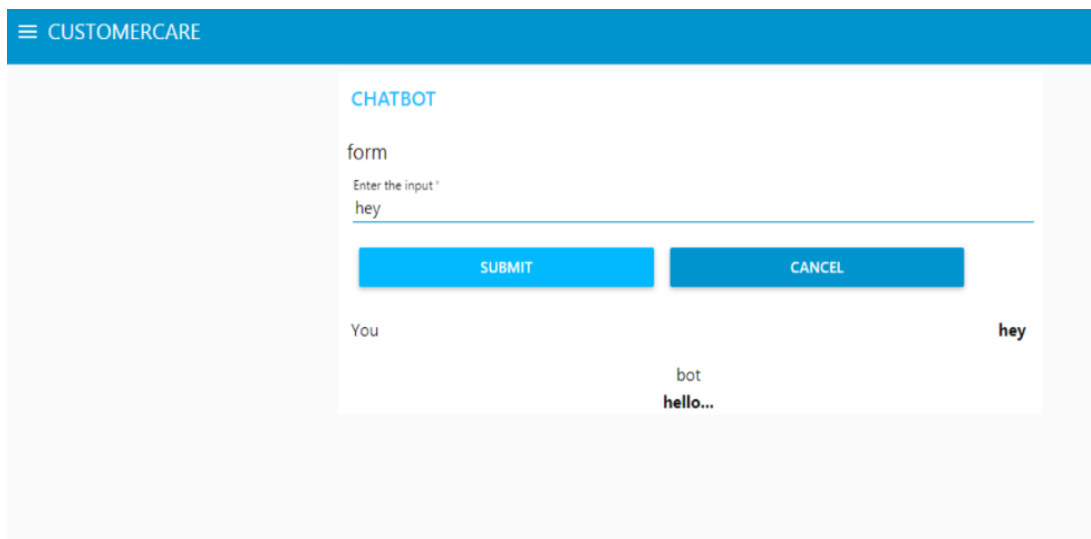 CUSTOMERCARE
CHATBOT
form
Enter the input *
hey
SUBMIT CANCEL
You hey
bot
hello...